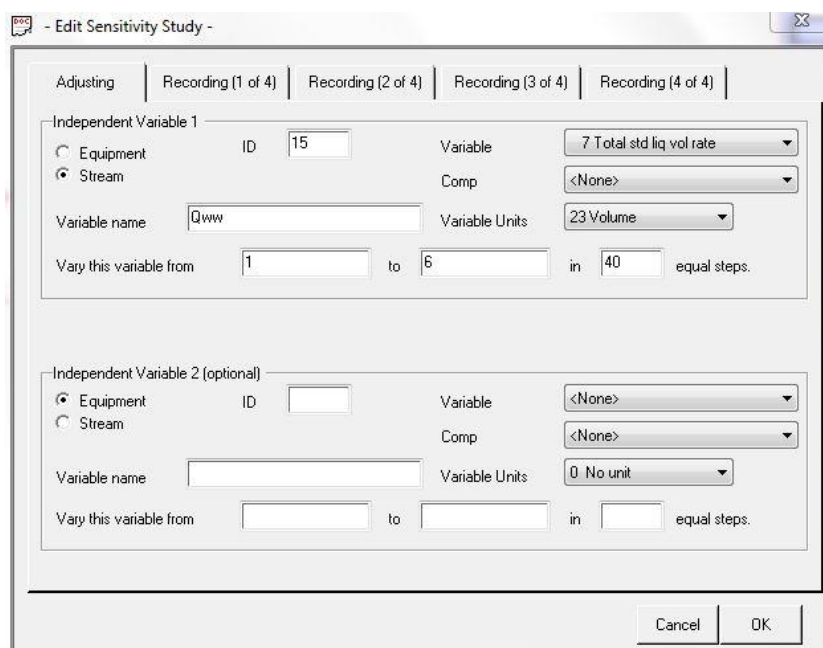 DOC - Edit Sensitivity Study -
Adjusting Recording (1 of 4) Recording (2 of 4) Recording (3 of 4) Recording (4 of 4)
Independent Variable 1
Equipment ID 15 Variable 7 Total std liq vol rate
Stream Comp <None>
Variable name Qww Variable Units 23 Volume
Vary this variable from 1 to 6 in 40 equal steps.
Independent Variable 2 (optional)
Equipment ID Variable <None>
Stream Comp <None>
Variable name Variable Units 0 No unit
Vary this variable from to in equal steps.
Cancel OK